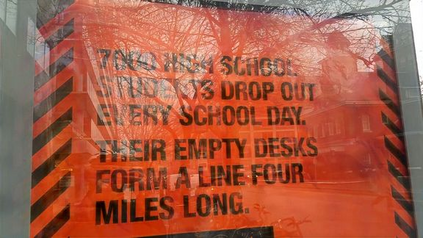 7000 HIGH SCHOOL
STUDENTS DROP OUT
EVERY SCHOOL DAY.
THEIR EMPTY DESKS
FORM A LINE FOUR
MILES LONG.